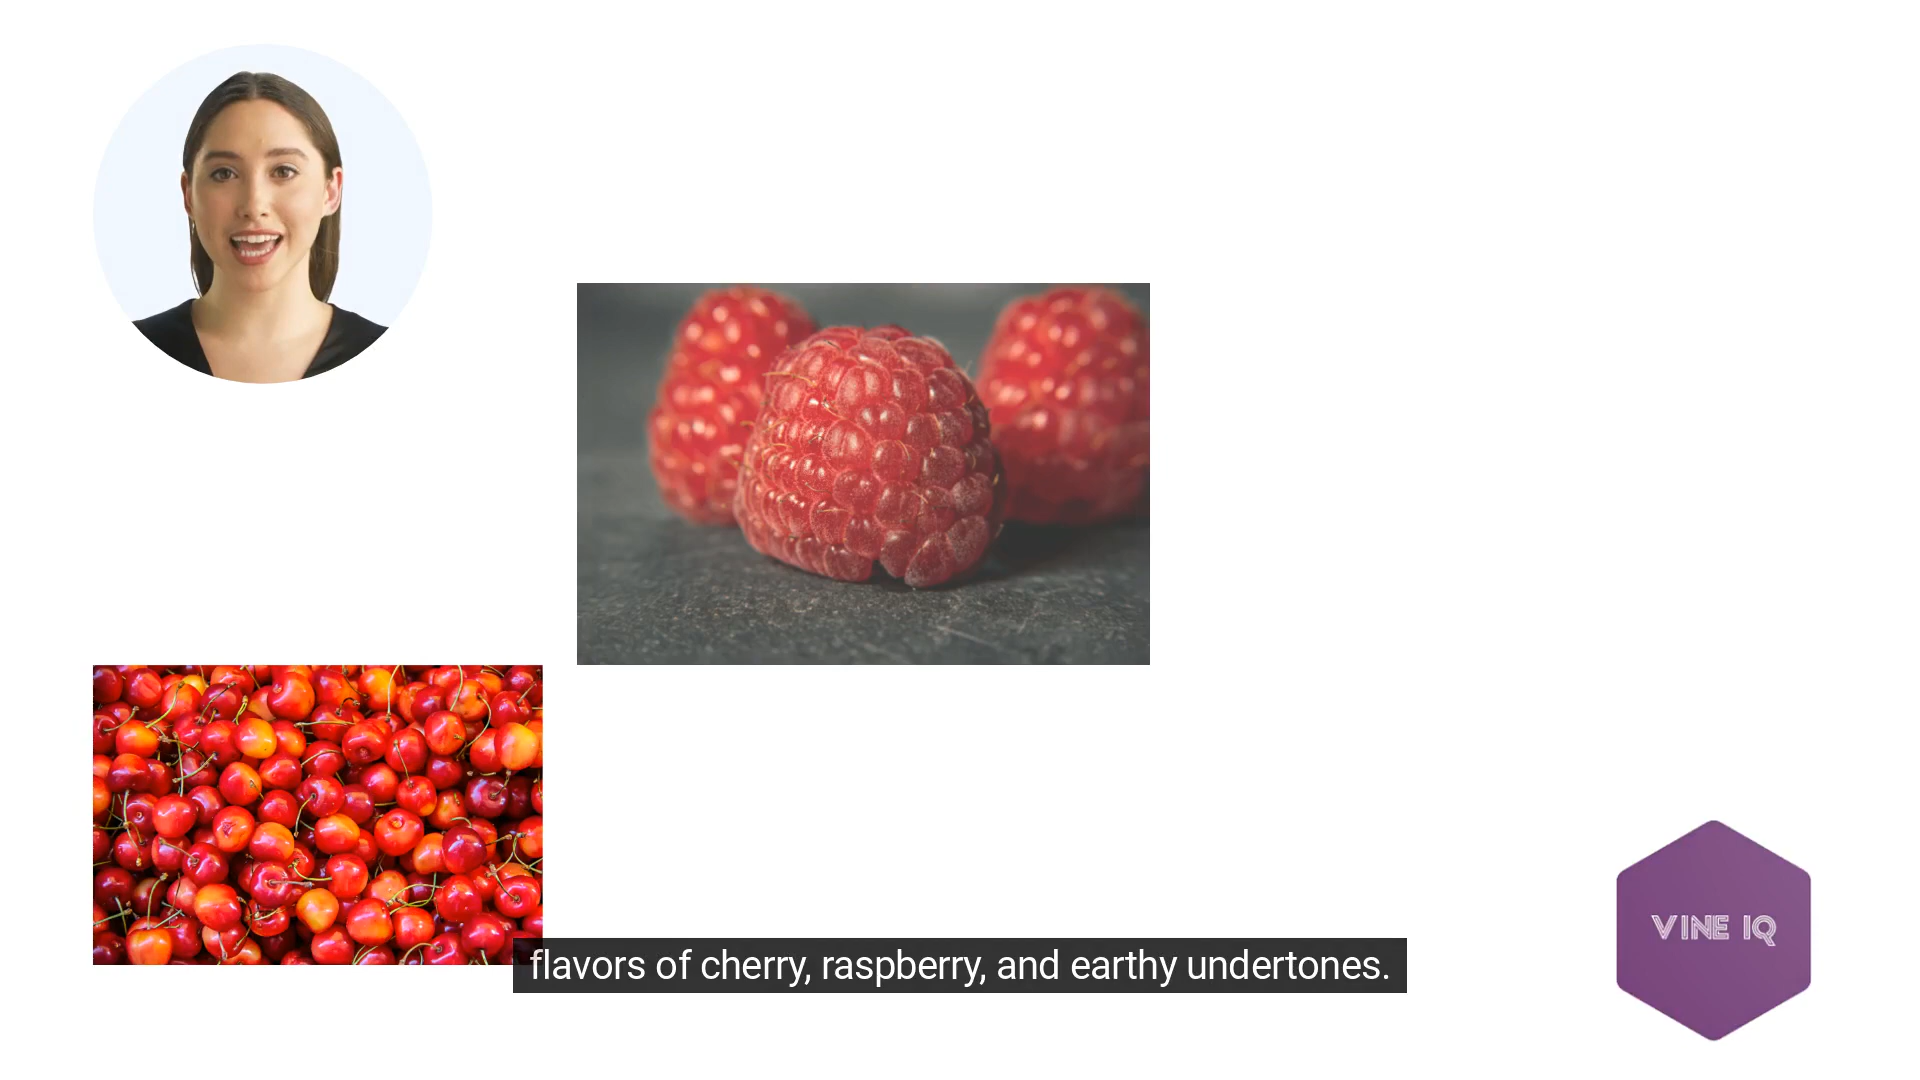 flavors of cherry, raspberry, and earthy undertones.
VINE IQ